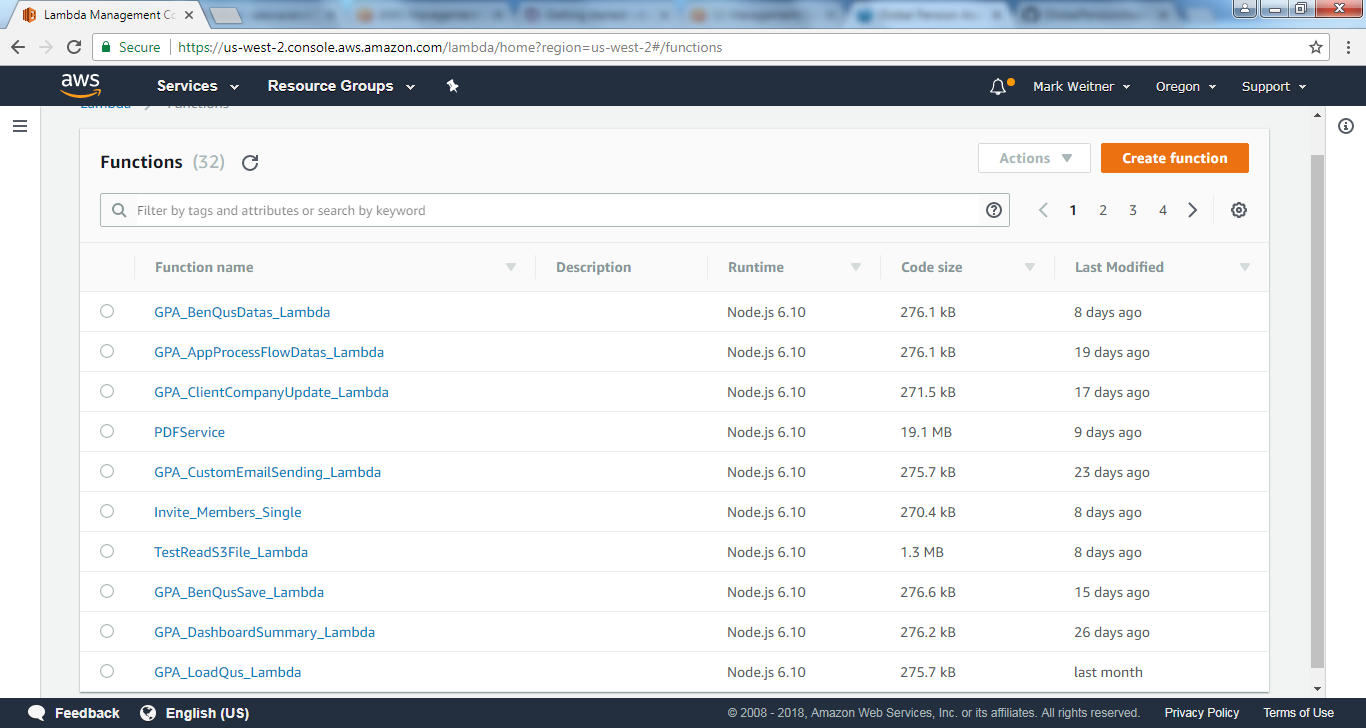 Lambda Management Co
Secure https://us-west-2.console.aws.amazon.com/lambda/home?region=us-west-2#/functions
aws Services Resource Groups Mark Weitner Oregon Support
Lambda Functions
Functions (32) Actions Create function
Filter by tags and attributes or search by keyword 1 2 3 4
Function name Description Runtime Code size Last Modified
GPA_BenQusDatas_Lambda Node.js 6.10 276.1 kB 8 days ago
GPA_AppProcessFlowDatas_Lambda Node.js 6.10 276.1 kB 19 days ago
GPA_ClientCompanyUpdate_Lambda Node.js 6.10 271.5 kB 17 days ago
PDFService Node.js 6.10 19.1 MB 9 days ago
GPA_CustomEmailSending_Lambda Node.js 6.10 275.7 kB 23 days ago
Invite_Members_Single Node.js 6.10 270.4 kB 8 days ago
TestReadS3File_Lambda Node.js 6.10 1.3 MB 8 days ago
GPA_BenQusSave_Lambda Node.js 6.10 276.6 kB 15 days ago
GPA_DashboardSummary_Lambda Node.js 6.10 276.2 kB 26 days ago
GPA_LoadQus_Lambda Node.js 6.10 275.7 kB last month
Feedback English (US) © 2008 - 2018, Amazon Web Services, Inc. or its affiliates. All rights reserved. Privacy Policy Terms of Use